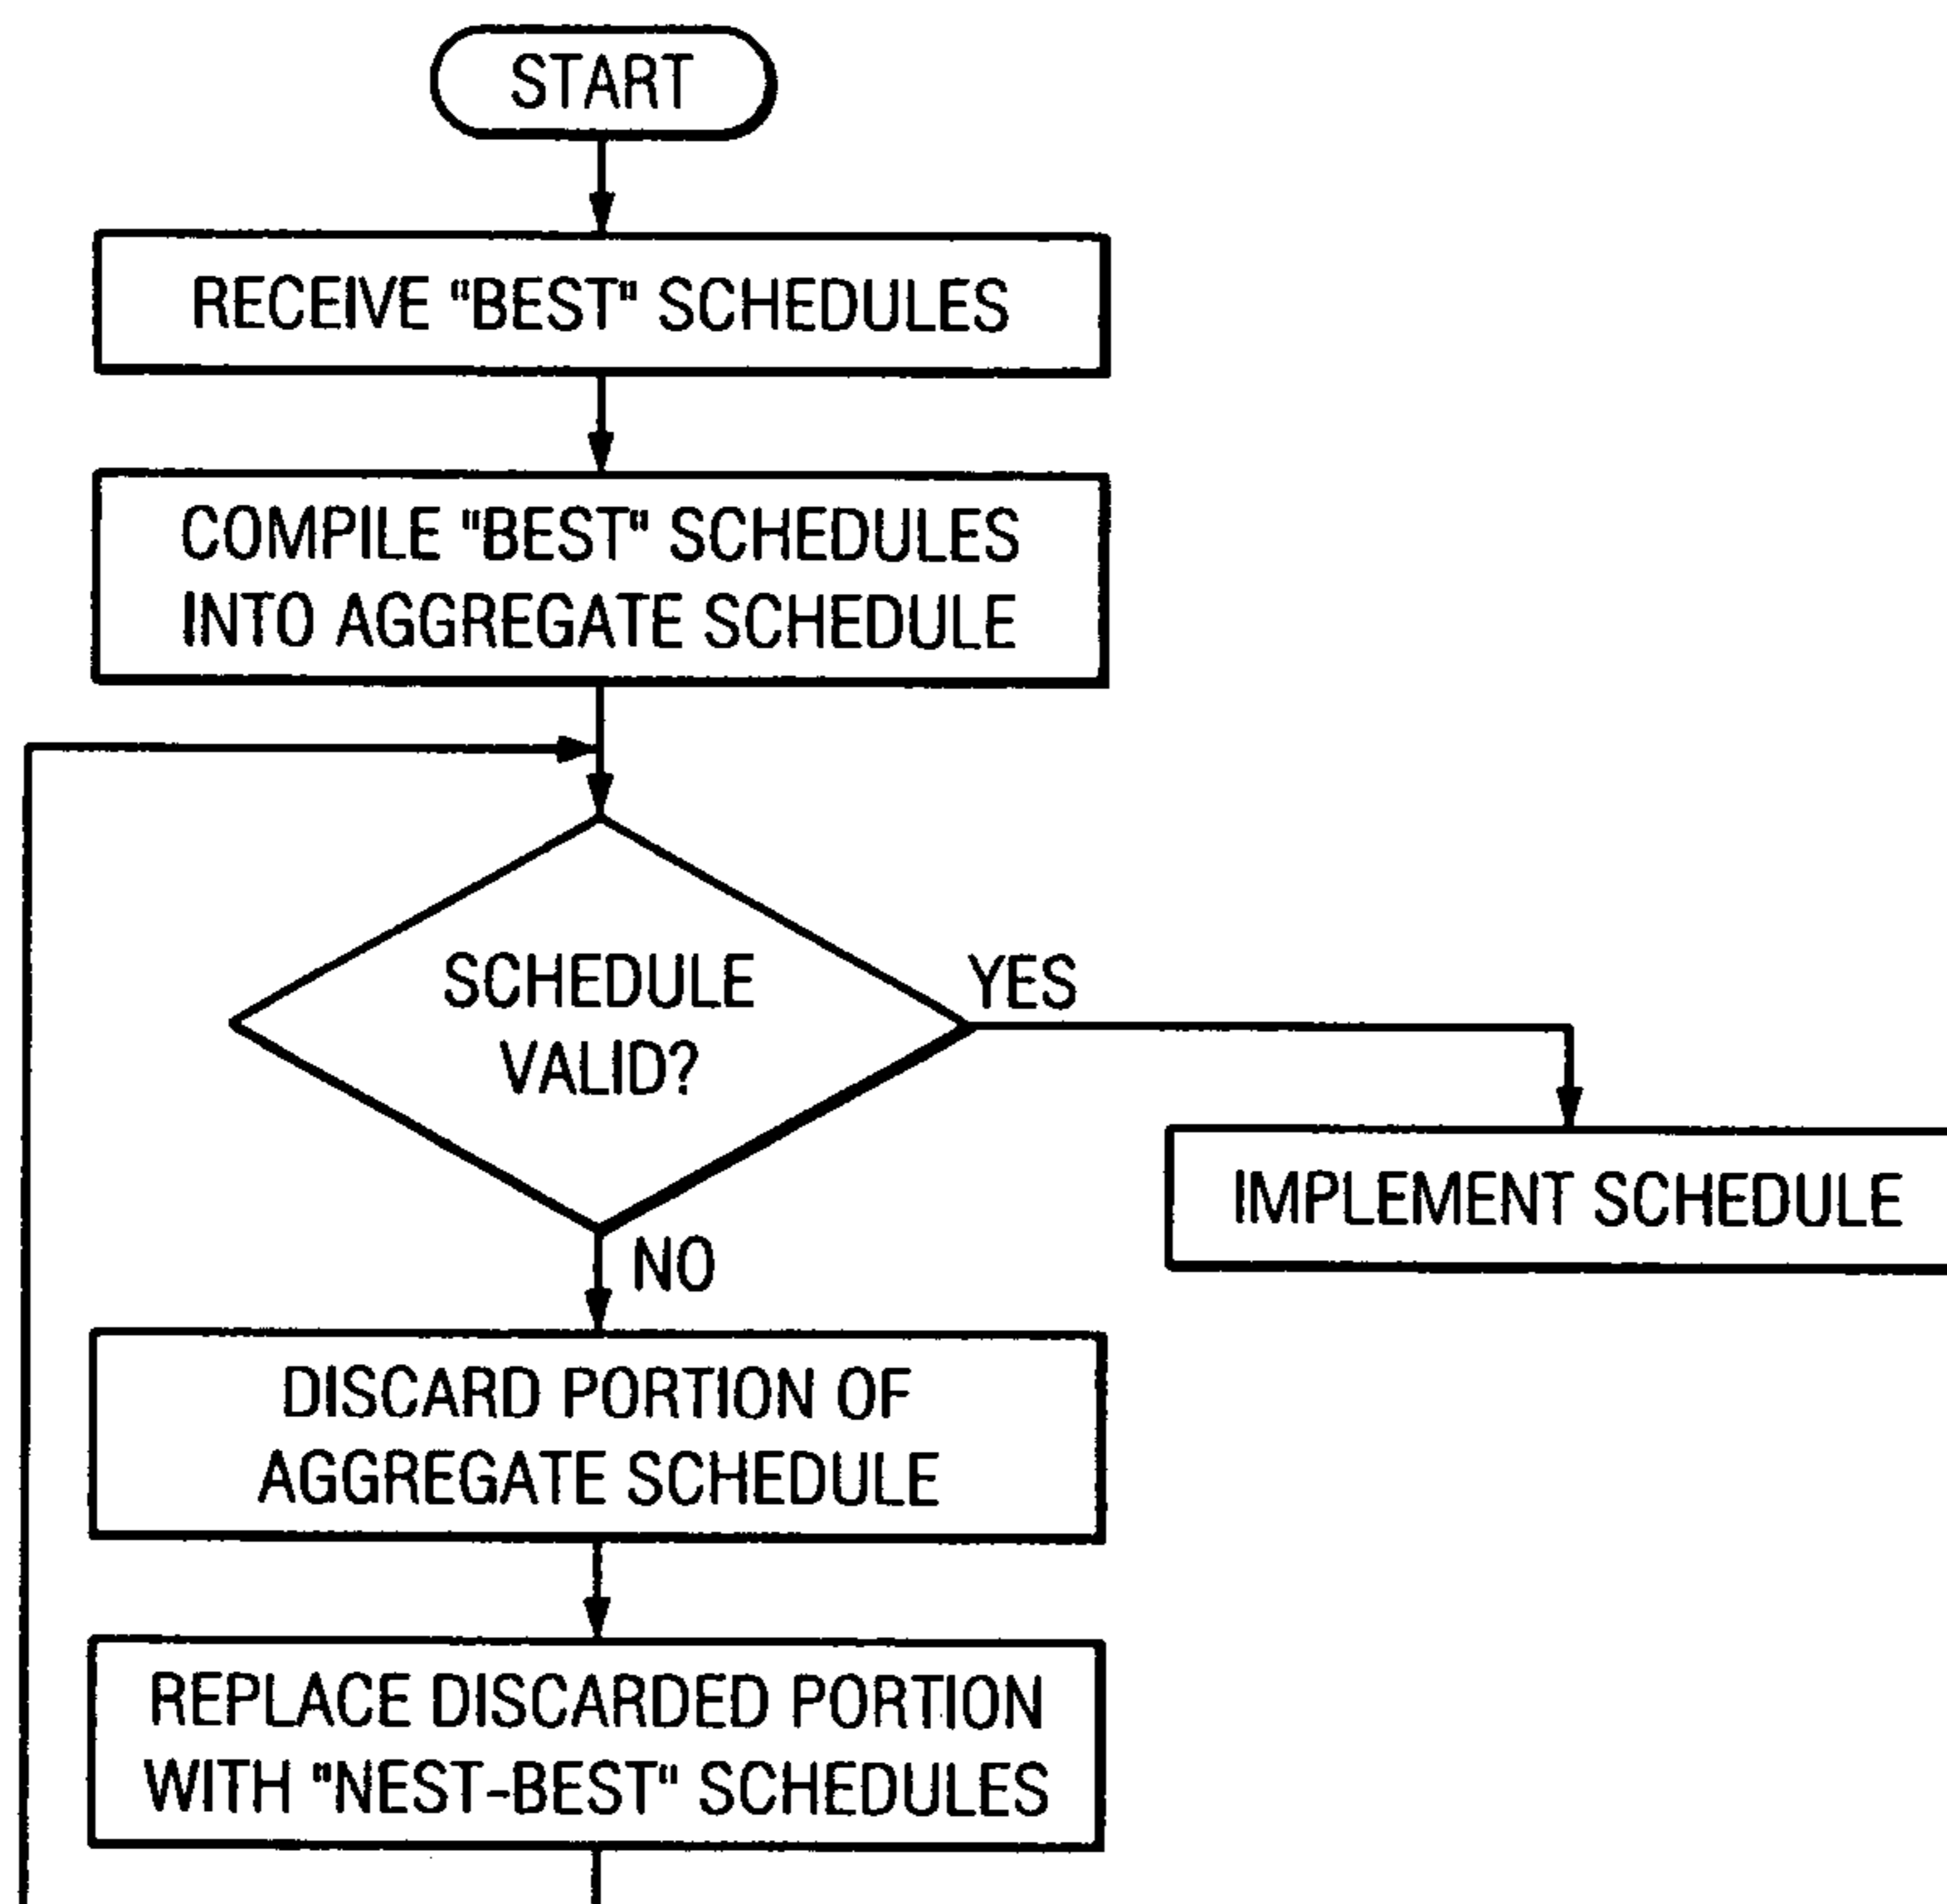 START
RECEIVE "BEST" SCHEDULES
COMPILE "BEST" SCHEDULES
INTO AGGREGATE SCHEDULE
SCHEDULE
VALID?
YES
IMPLEMENT SCHEDULE
NO
DISCARD PORTION OF
AGGREGATE SCHEDULE
REPLACE DISCARDED PORTION
WITH "NEST-BEST" SCHEDULES